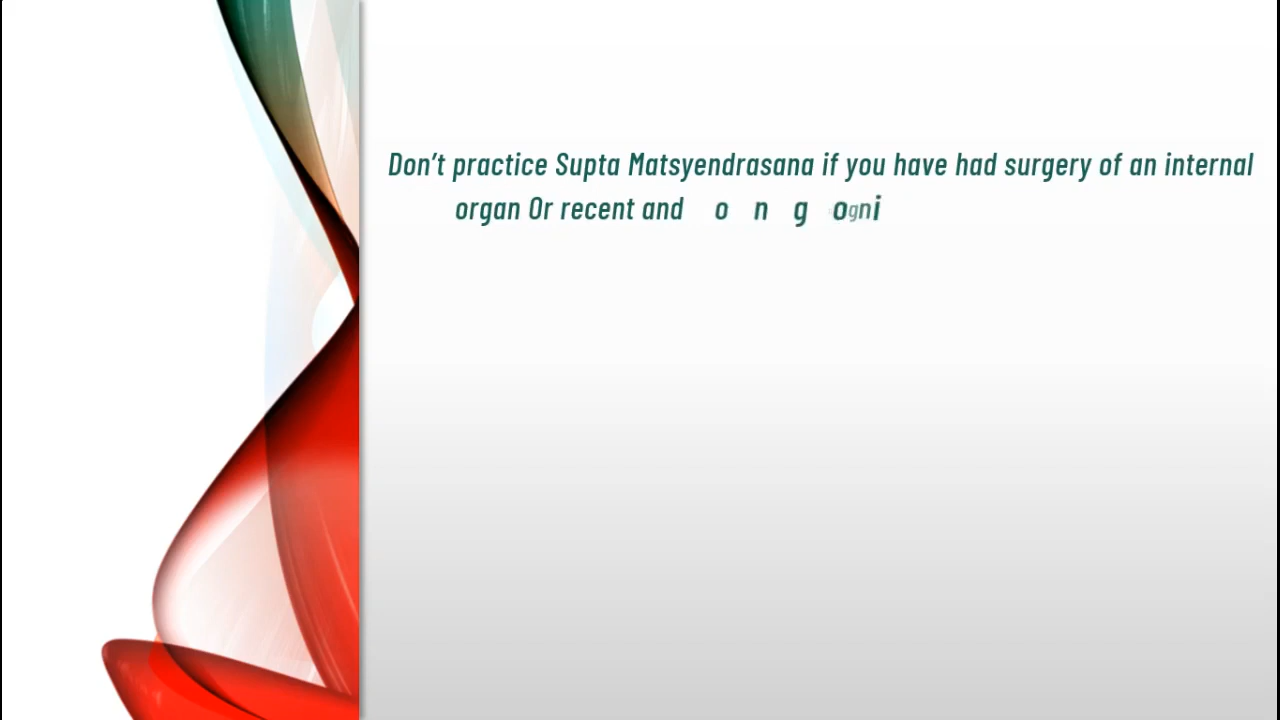 Don't practice Supta Matsyendrasana if you have had surgery of an internal
organ Or recent and